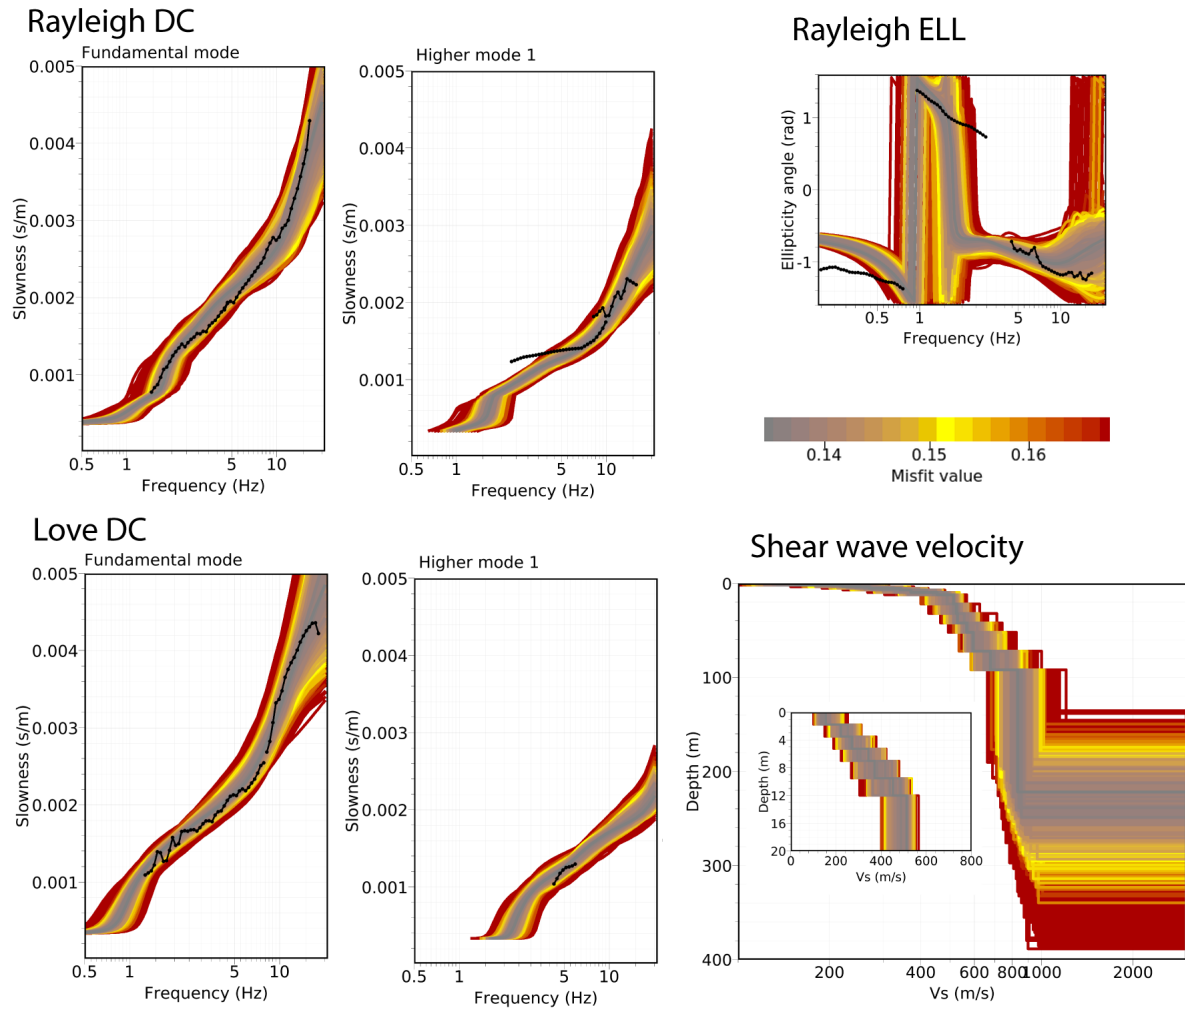 Rayleigh DC
Fundamental mode
0.005
0.004
0.003
0.002
0.001
Slowness (s/m)
0.5 1 5 10
Frequency (Hz)
Higher mode 1
0.005
0.004
0.003
0.002
0.001
Slowness (s/m)
0.5 1 5 10
Frequency (Hz)
Rayleigh ELL
1
0
-1
Ellipticity angle (rad)
0.5 1 5 10
Frequency (Hz)
0.14 0.15 0.16
Misfit value
Love DC
Fundamental mode
0.005
0.004
0.003
0.002
0.001
Slowness (s/m)
0.5 1 5 10
Frequency (Hz)
Higher mode 1
0.005
0.004
0.003
0.002
0.001
Slowness (s/m)
0.5 1 5 10
Frequency (Hz)
Shear wave velocity
0
100
200
300
400
Depth (m)
200 400 600 800 1000 2000
Vs (m/s)
0
4
8
12
16
20
Depth (m)
0 200 400 600 800
Vs (m/s)